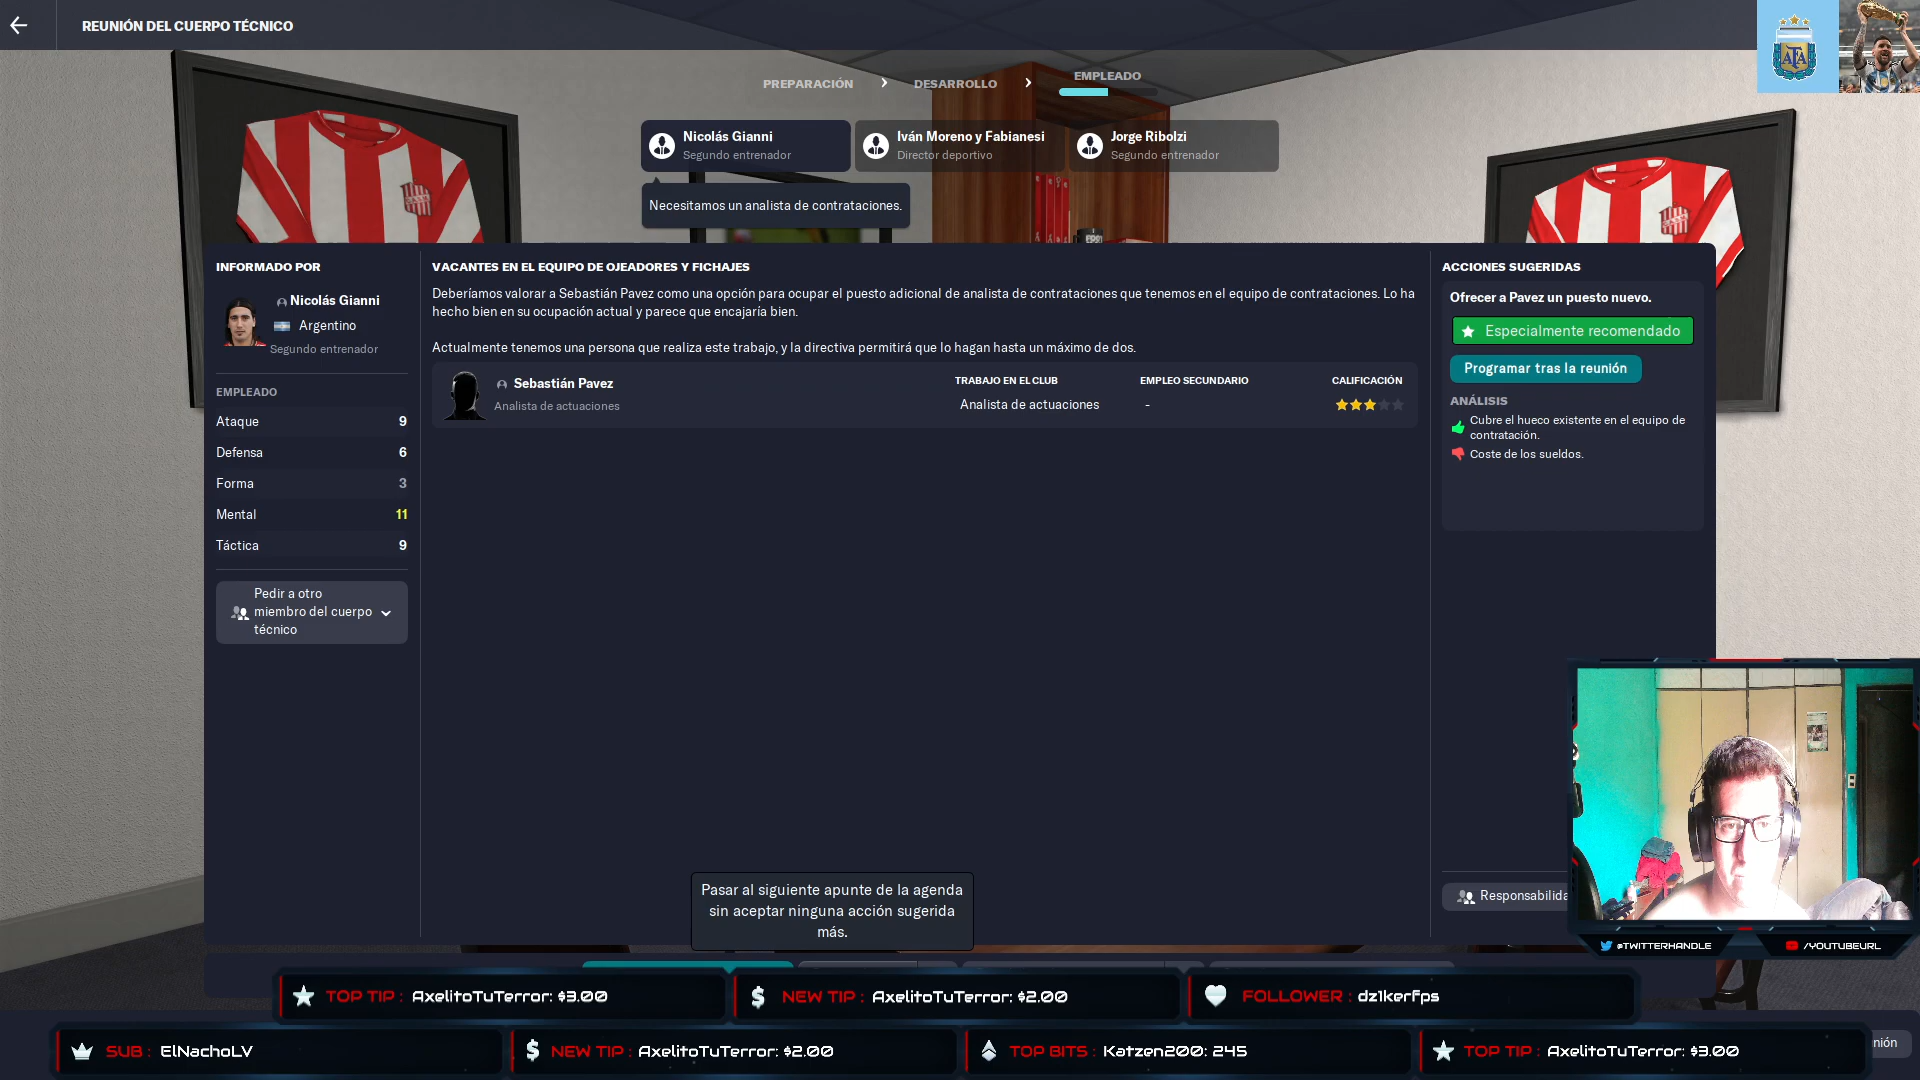 REUNIÓN DEL CUERPO TÉCNICO
AFA
PREPARACIÓN
DESARROLLO
EMPLEADO
Nicolás Gianni
Segundo entrenador
Iván Moreno y Fabianesi
Director deportivo
Jorge Ribolzi
Segundo entrenador
Necesitamos un analista de contrataciones.
INFORMADO POR
Nicolás Gianni
Argentino
Segundo entrenador
EMPLEADO
Ataque 9
Defensa 6
Forma 3
Mental 11
Táctica 9
Pedir a otro
miembro del cuerpo
técnico
VACANTES EN EL EQUIPO DE OJEADORES Y FICHAJES
Deberíamos valorar a Sebastián Pavez como una opción para ocupar el puesto adicional de analista de contrataciones que tenemos en el equipo de contrataciones. Lo ha
hecho bien en su ocupación actual y parece que encajaría bien.
Actualmente tenemos una persona que realiza este trabajo, y la directiva permitirá que lo hagan hasta un máximo de dos.
Sebastián Pavez
Analista de actuaciones
TRABAJO EN EL CLUB
Analista de actuaciones
EMPLEO SECUNDARIO
-
CALIFICACIÓN
ACCIONES SUGERIDAS
Ofrecer a Pavez un puesto nuevo.
Especialmente recomendado
Programar tras la reunión
ANÁLISIS
Cubre el hueco existente en el equipo de
contratación.
Coste de los sueldos.
Responsabilida
Pasar al siguiente apunte de la agenda
sin aceptar ninguna acción sugerida
más.
@TWITTERHANDLE
/YOUTUBEURL
TOP TIP : AxelitoTuTerror: $3.00
NEW TIP : AxelitoTuTerror: $2.00
FOLLOWER : dz1kerfps
SUB : ElNachoLV
NEW TIP : AxelitoTuTerror: $2.00
TOP BITS : Katzen200: 245
TOP TIP : AxelitoTuTerror: $3.00
nión